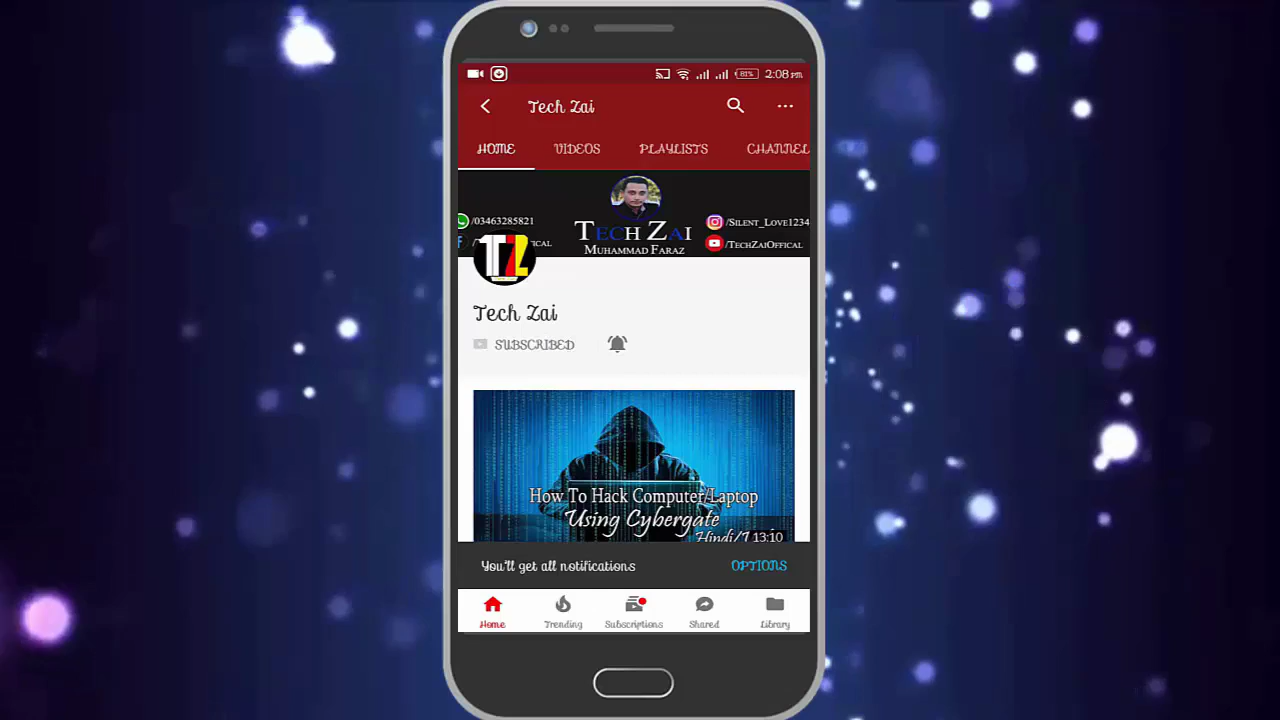 81% 2:08 pm
Tech Zai
HOME VIDEOS PLAYLISTS CHANNEL
/03463285821
TECH ZAI
MUHAMMAD FARAZ
/SILENT_LOVE1234
/TECHZAIOFFICAL
TZ
Tech Zai
SUBSCRIBED
How To Hack Computer/Laptop
Using Cybergate
13:10
You'll get all notifications OPTIONS
Home Trending Subscriptions Shared Library